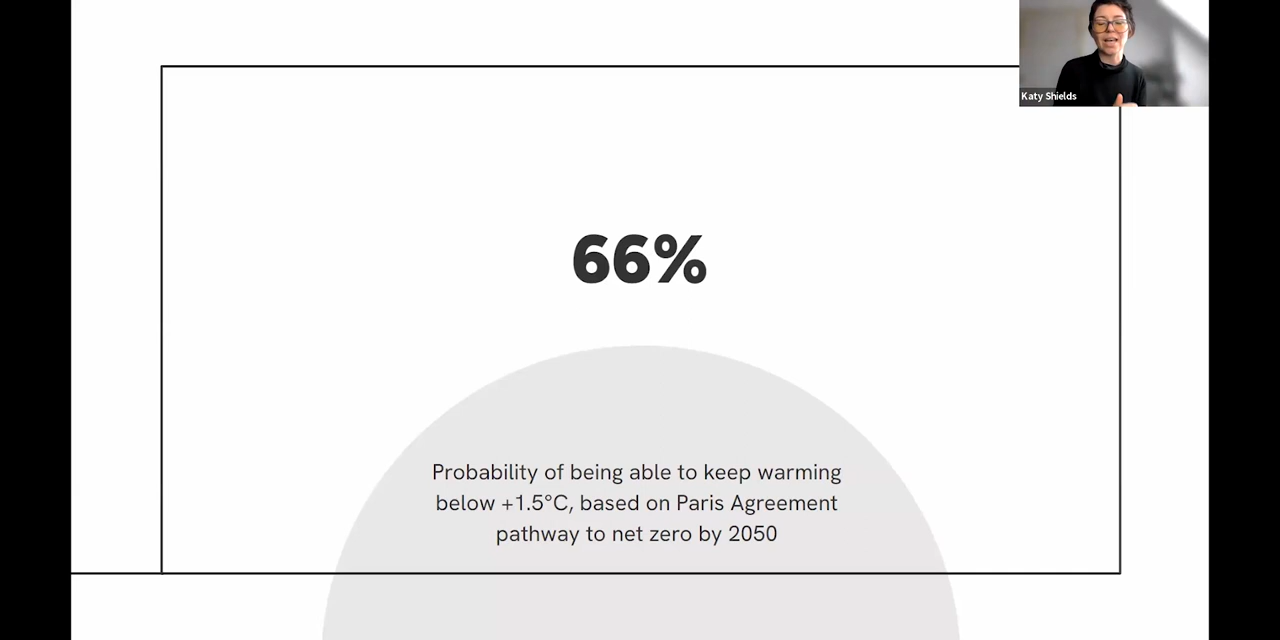 Katy Shields
66%
Probability of being able to keep warming
below +1.5°C, based on Paris Agreement
pathway to net zero by 2050